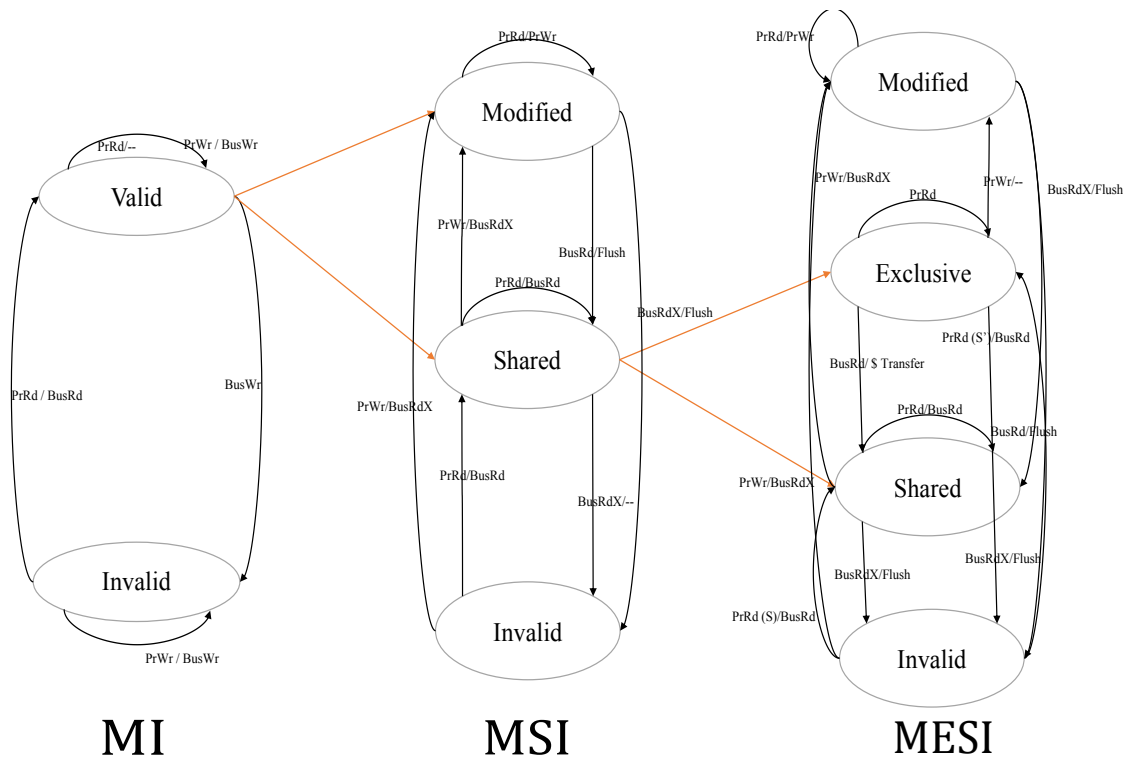 PrRd/--
PrWr / BusWr
Valid
PrRd / BusRd
BusWr
Invalid
PrWr / BusWr
MI
PrRd/PrWr
Modified
PrWr/BusRdX
BusRd/Flush
PrRd/BusRd
BusRdX/Flush
Shared
PrWr/BusRdX
PrRd/BusRd
BusRdX/--
Invalid
MSI
PrRd/PrWr
Modified
PrWr/BusRdX
PrWr/--
BusRdX/Flush
PrRd
Exclusive
PrRd (S’)/BusRd
BusRd/ $ Transfer
PrRd/BusRd
BusRd/Flush
PrWr/BusRdX
Shared
BusRdX/Flush
BusRdX/Flush
PrRd (S)/BusRd
Invalid
MESI